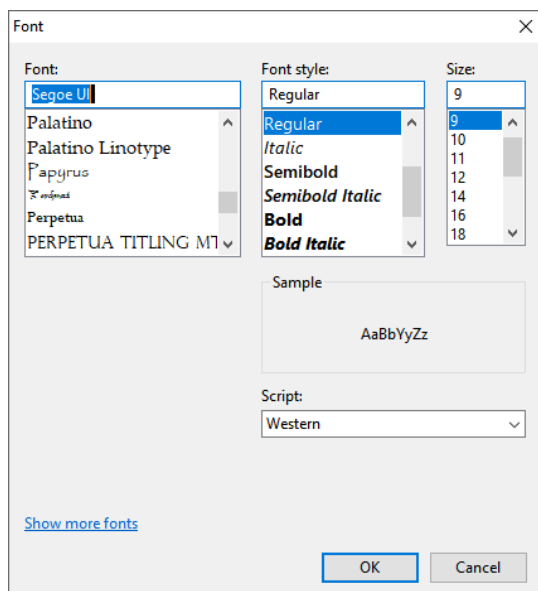 Font
Font:
Font style:
Size:
Segoe UI
Regular
9
Palatino
Palatino Linotype
Papyrus
Perpetua
PERPETUA TITLING MT
Regular
Italic
Semibold
Semibold Italic
Bold
Bold Italic
9
10
11
12
14
16
18
Sample
AaBbYyZz
Script:
Western
Show more fonts
OK
Cancel